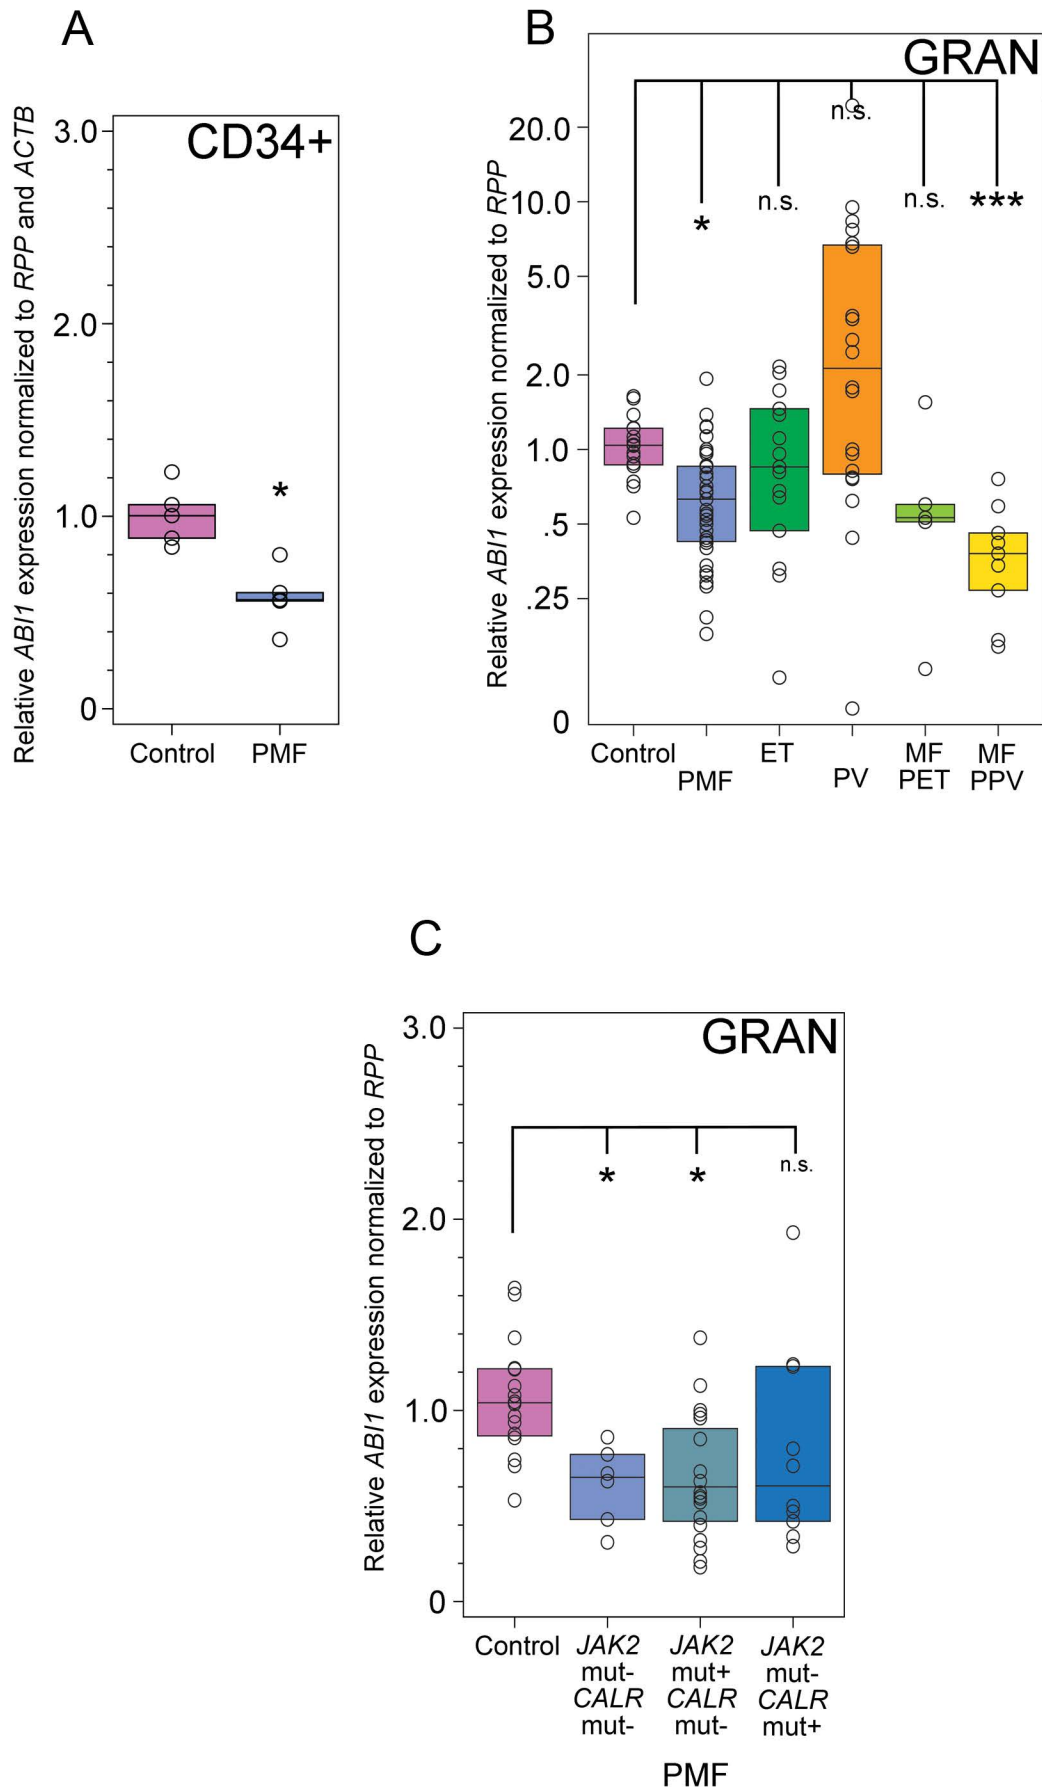 A
Relative ABI1 expression normalized to RPP and ACTB
CD34+
3.0
2.0
1.0
0
*
Control
PMF
B
Relative ABI1 expression normalized to RPP
GRAN
20.0
10.0
5.0
2.0
1.0
.5
.25
0
*
n.s.
n.s.
n.s.
***
Control
PMF
ET
PV
MF
PET
MF
PPV
C
Relative ABI1 expression normalized to RPP
GRAN
3.0
2.0
1.0
0
*
*
n.s.
Control
JAK2
mut-
CALR
mut-
JAK2
mut+
CALR
mut-
JAK2
mut-
CALR
mut+
PMF